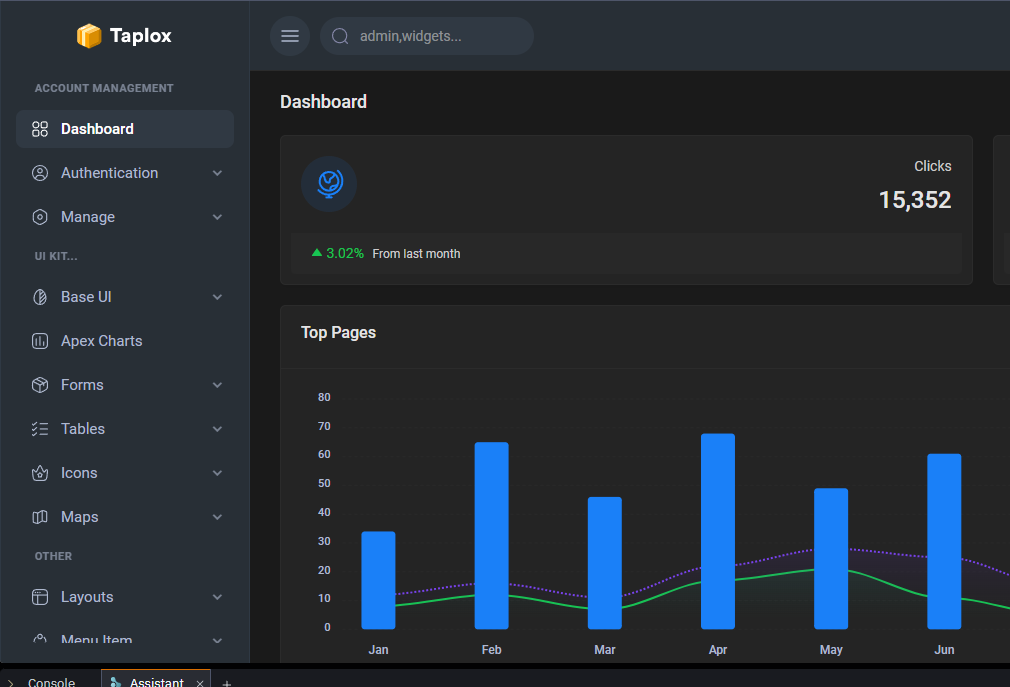 Taplox
admin,widgets...
ACCOUNT MANAGEMENT
Dashboard
Authentication
Manage
UI KIT...
Base UI
Apex Charts
Forms
Tables
Icons
Maps
OTHER
Layouts
Menu Item
Dashboard
Clicks
15,352
3.02% From last month
Top Pages
80
70
60
50
40
30
20
10
0
Jan Feb Mar Apr May Jun
Console Assistant × +